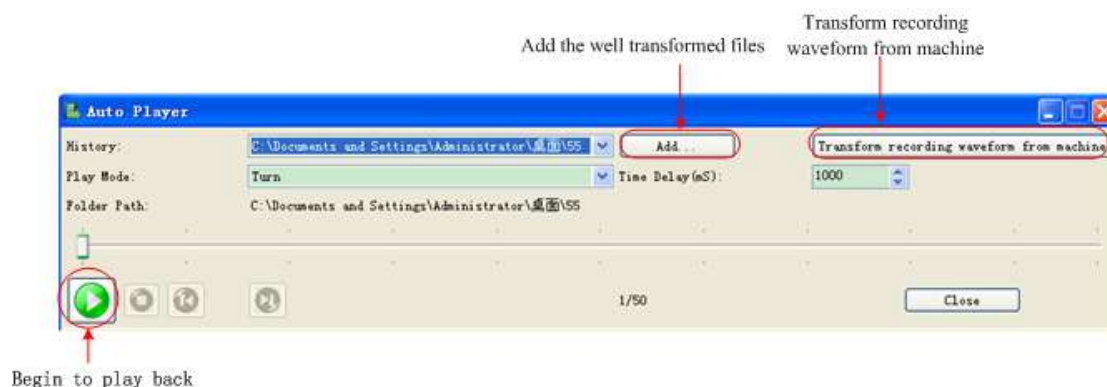 Transform recording
Add the well transformed files
waveform from machine
Auto Player
History:
C:\Documents and Settings\Administrator\桌面\55
Add...
Transform recording waveform from machine
Play Mode:
Turn
Time Delay(mS):
1000
Folder Path:
C:\Documents and Settings\Administrator\桌面\55
1/50
Close
Begin to play back